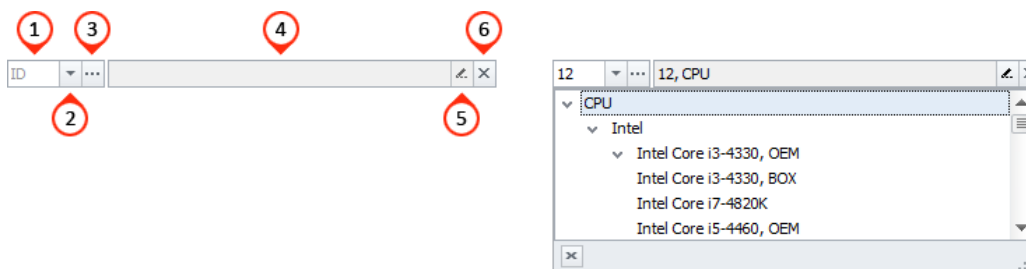 1 3 4 6
ID
2 5
12 12, CPU
CPU
Intel
Intel Core i3-4330, OEM
Intel Core i3-4330, BOX
Intel Core i7-4820K
Intel Core i5-4460, OEM